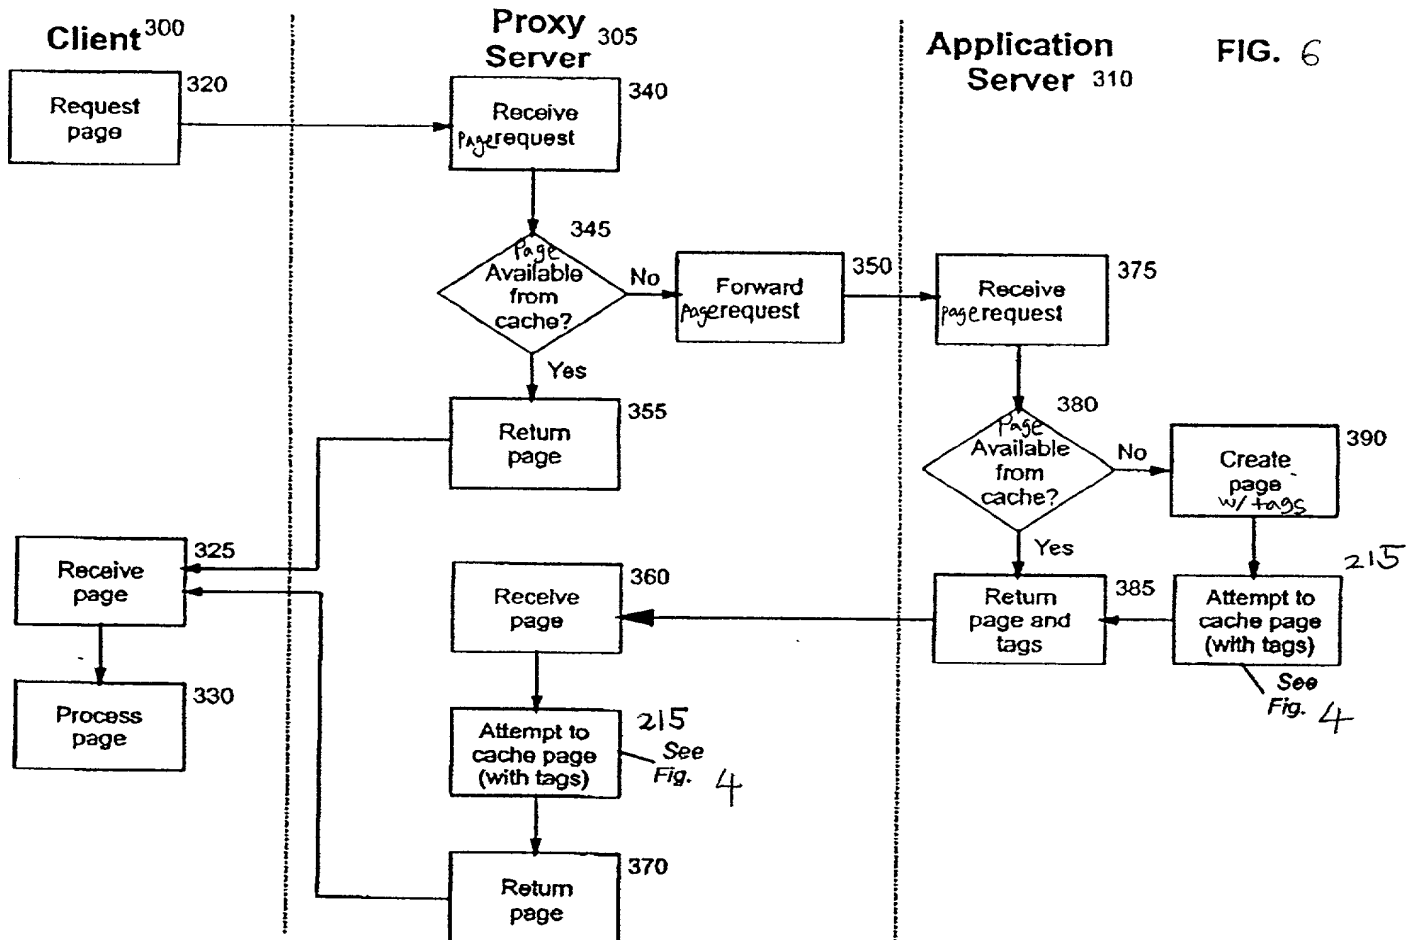 Client 300
Proxy
Server 305
Application
Server 310
FIG. 6
320
Request
page
340
Receive
page request
345
Page
Available
from
cache?
No
Yes
350
Forward
page request
375
Receive
page request
380
Page
Available
from
cache?
No
Yes
390
Create
page
w/ tags
355
Return
page
325
Receive
page
360
Receive
page
385
Return
page and
tags
215
Attempt to
cache page
(with tags)
See
Fig. 4
330
Process
page
215
Attempt to
cache page
(with tags)
See
Fig. 4
370
Return
page